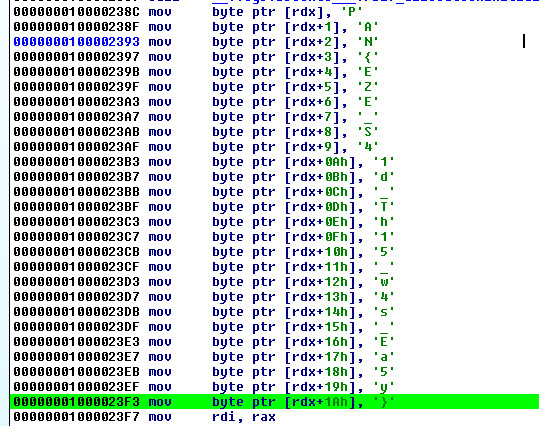 000000010000238C mov     byte ptr [rdx], 'P'
000000010000238F mov     byte ptr [rdx+1], 'A'
0000000100002393 mov     byte ptr [rdx+2], 'N'
0000000100002397 mov     byte ptr [rdx+3], '{'
000000010000239B mov     byte ptr [rdx+4], 'E'
000000010000239F mov     byte ptr [rdx+5], 'Z'
00000001000023A3 mov     byte ptr [rdx+6], 'E'
00000001000023A7 mov     byte ptr [rdx+7], '_'
00000001000023AB mov     byte ptr [rdx+8], 'S'
00000001000023AF mov     byte ptr [rdx+9], '4'
00000001000023B3 mov     byte ptr [rdx+0Ah], '1'
00000001000023B7 mov     byte ptr [rdx+0Bh], 'd'
00000001000023BB mov     byte ptr [rdx+0Ch], '_'
00000001000023BF mov     byte ptr [rdx+0Dh], 'T'
00000001000023C3 mov     byte ptr [rdx+0Eh], 'h'
00000001000023C7 mov     byte ptr [rdx+0Fh], '1'
00000001000023CB mov     byte ptr [rdx+10h], '5'
00000001000023CF mov     byte ptr [rdx+11h], '_'
00000001000023D3 mov     byte ptr [rdx+12h], 'w'
00000001000023D7 mov     byte ptr [rdx+13h], '4'
00000001000023DB mov     byte ptr [rdx+14h], 's'
00000001000023DF mov     byte ptr [rdx+15h], '_'
00000001000023E3 mov     byte ptr [rdx+16h], 'E'
00000001000023E7 mov     byte ptr [rdx+17h], 'a'
00000001000023EB mov     byte ptr [rdx+18h], '5'
00000001000023EF mov     byte ptr [rdx+19h], 'y'
00000001000023F3 mov     byte ptr [rdx+1Ah], '}'
00000001000023F7 mov     rdi, rax